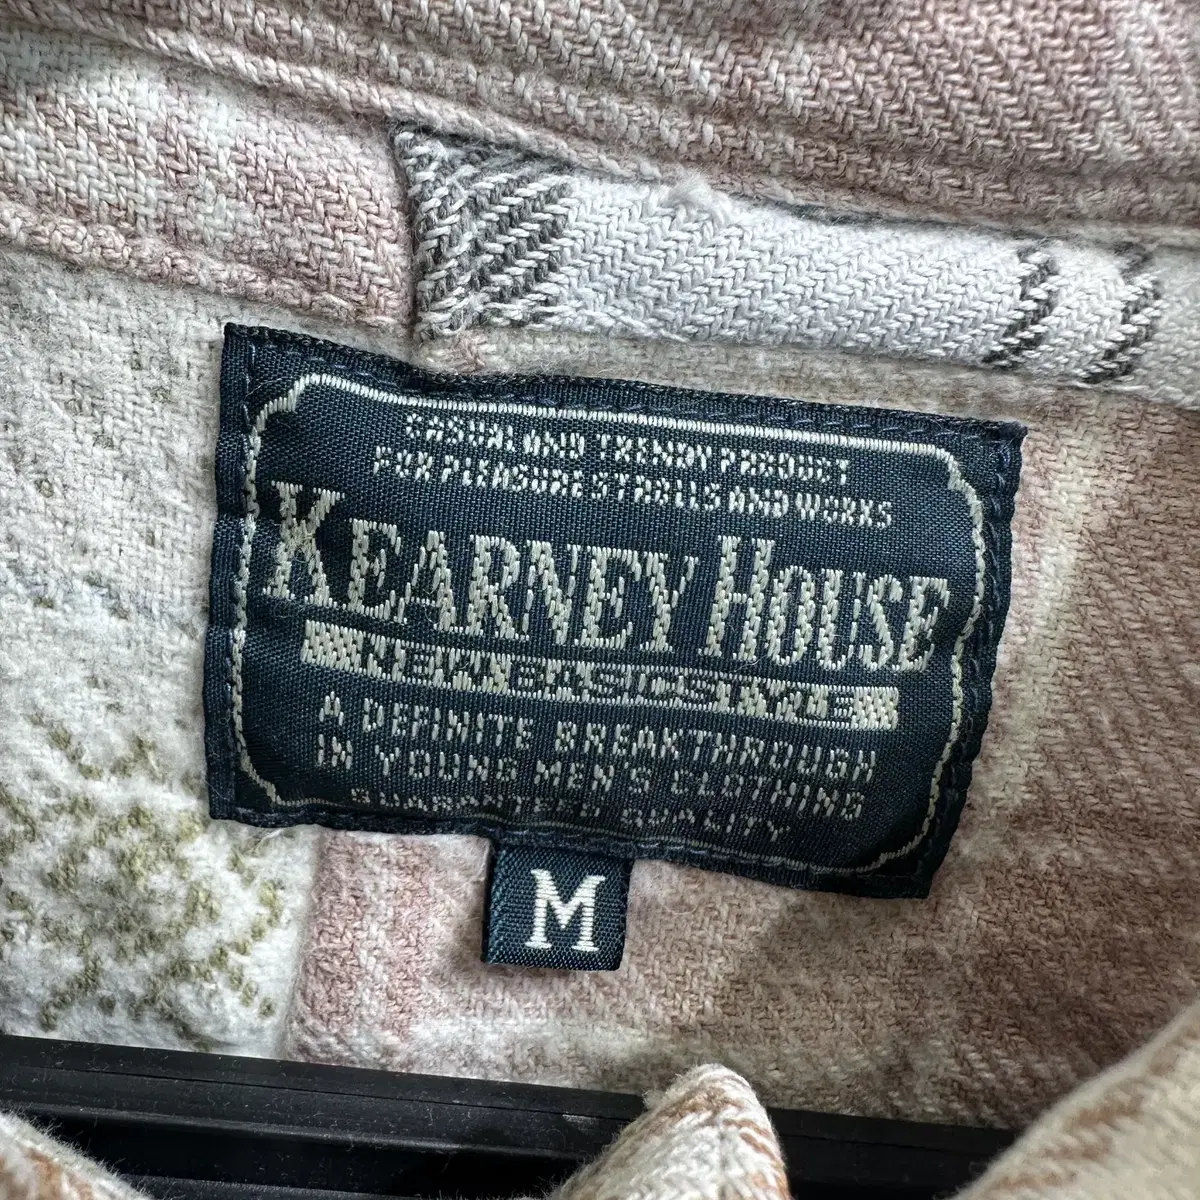 CASUAL AND TRENDY PRODUCT
FOR PLEASURE STROLLS AND WORKS
KEARNEY HOUSE
NEW BASIC STYLE
A DEFINITE BREAKTHROUGH
IN YOUNG MEN'S CLOTHING
GUARANTEED QUALITY
M